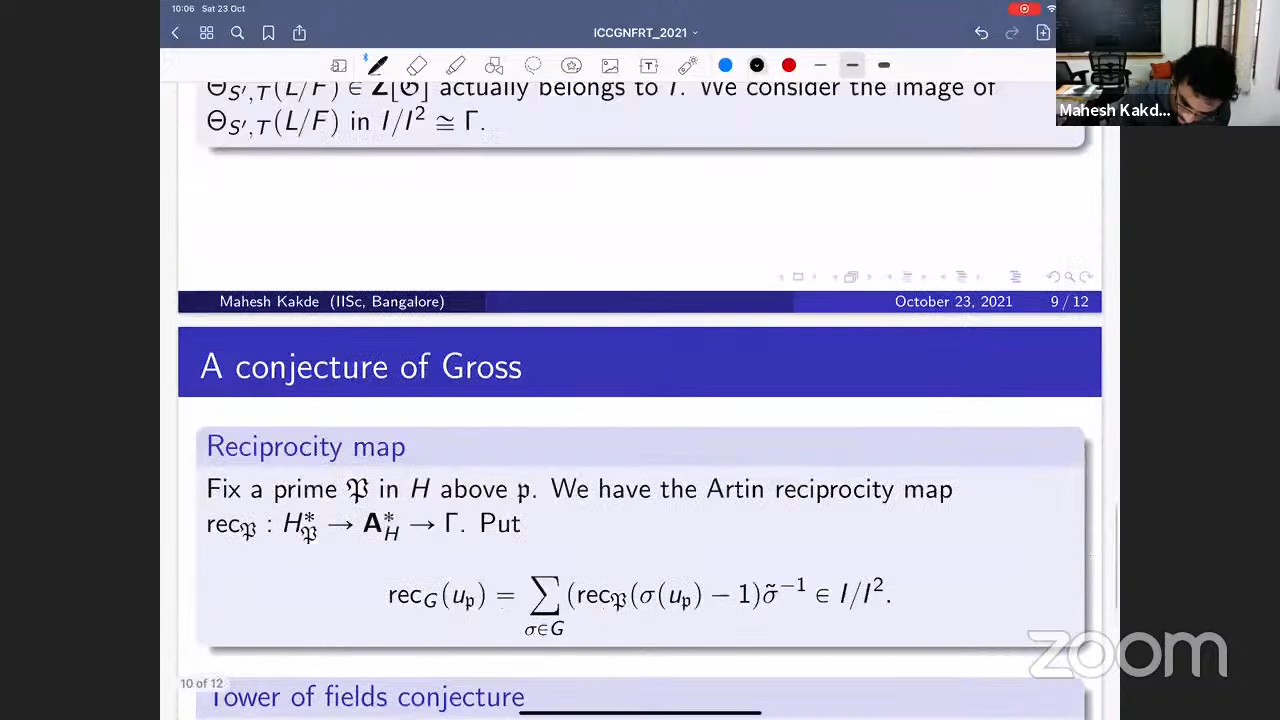 10:06 Sat 23 Oct
ICCGNFRT_2021
Θ_{S',T}(L/F) ∈ Z[𝔊] actually belongs to I. We consider the image of
Θ_{S',T}(L/F) in I/I² ≅ Γ.
Mahesh Kakd...
Mahesh Kakde (IISc, Bangalore) October 23, 2021 9 / 12
A conjecture of Gross
Reciprocity map
Fix a prime 𝔓 in H above 𝔭. We have the Artin reciprocity map
rec_𝔓 : H*_𝔓 → A*_H → Γ. Put
rec_G(u_𝔭) = ∑_{σ∈G} (rec_𝔓(σ(u_𝔭) − 1)σ̃⁻¹ ∈ I/I².
zoom
10 of 12
Tower of fields conjecture